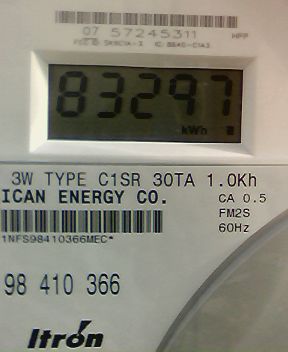 07 57245311 MFP
83297
kWh
3W TYPE C1SR 30TA 1.0Kh
ICAN ENERGY CO. CA 0.5
FM2S
60Hz
1NFS98410366MEC*
98 410 366
Itron